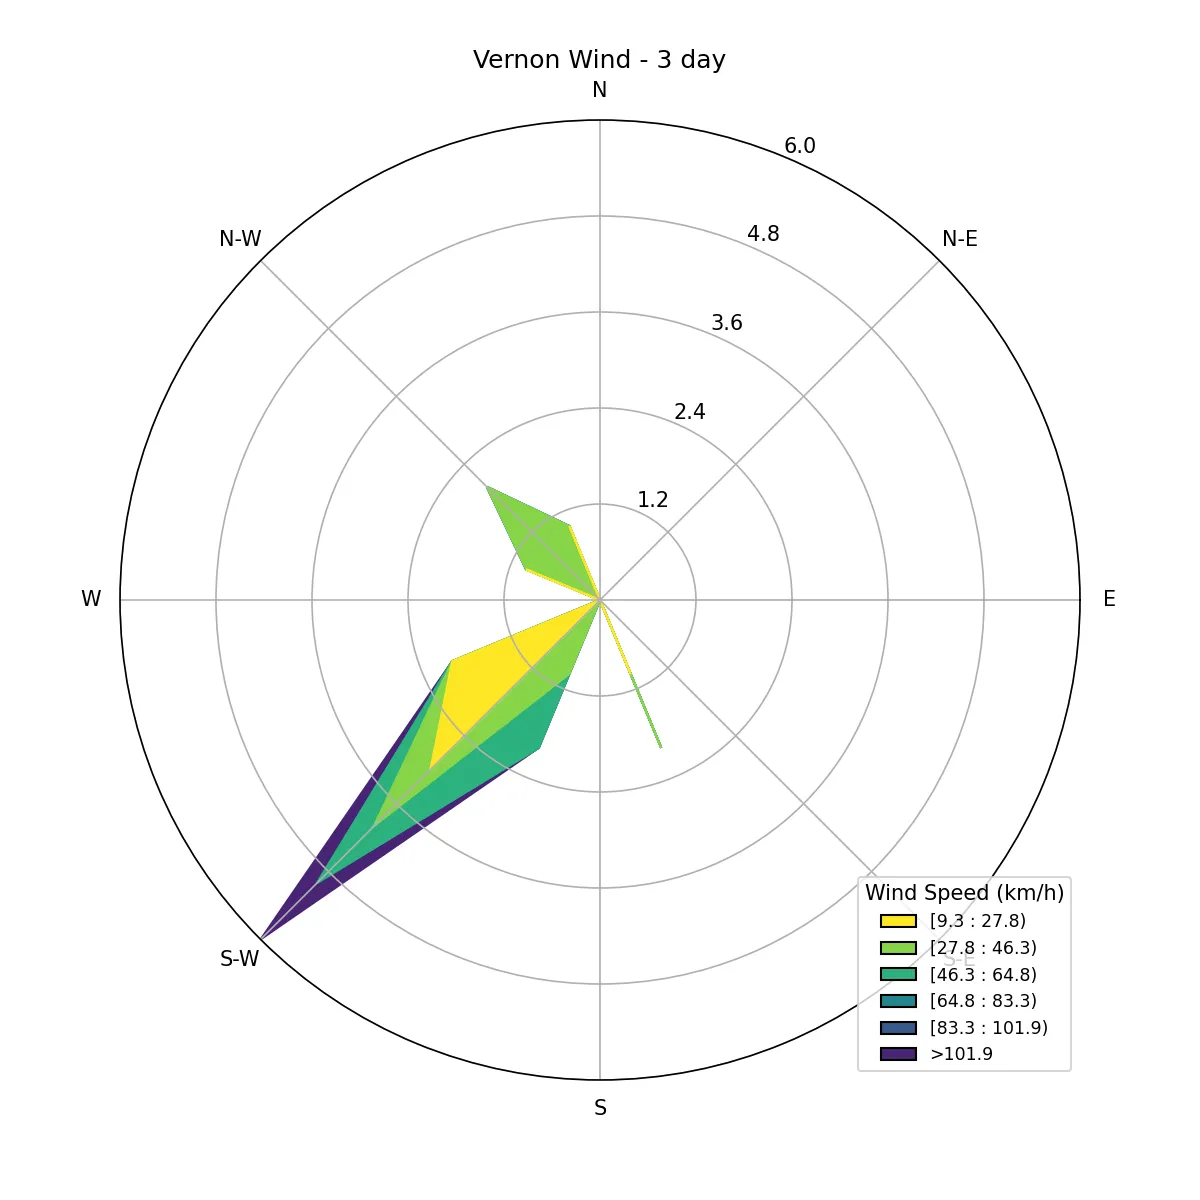 Vernon Wind - 3 day
N
6.0
4.8
N-W
N-E
3.6
2.4
1.2
W
E
S-W
S-E
Wind Speed (km/h)
[9.3 : 27.8)
[27.8 : 46.3)
[46.3 : 64.8)
[64.8 : 83.3)
[83.3 : 101.9)
>101.9
S